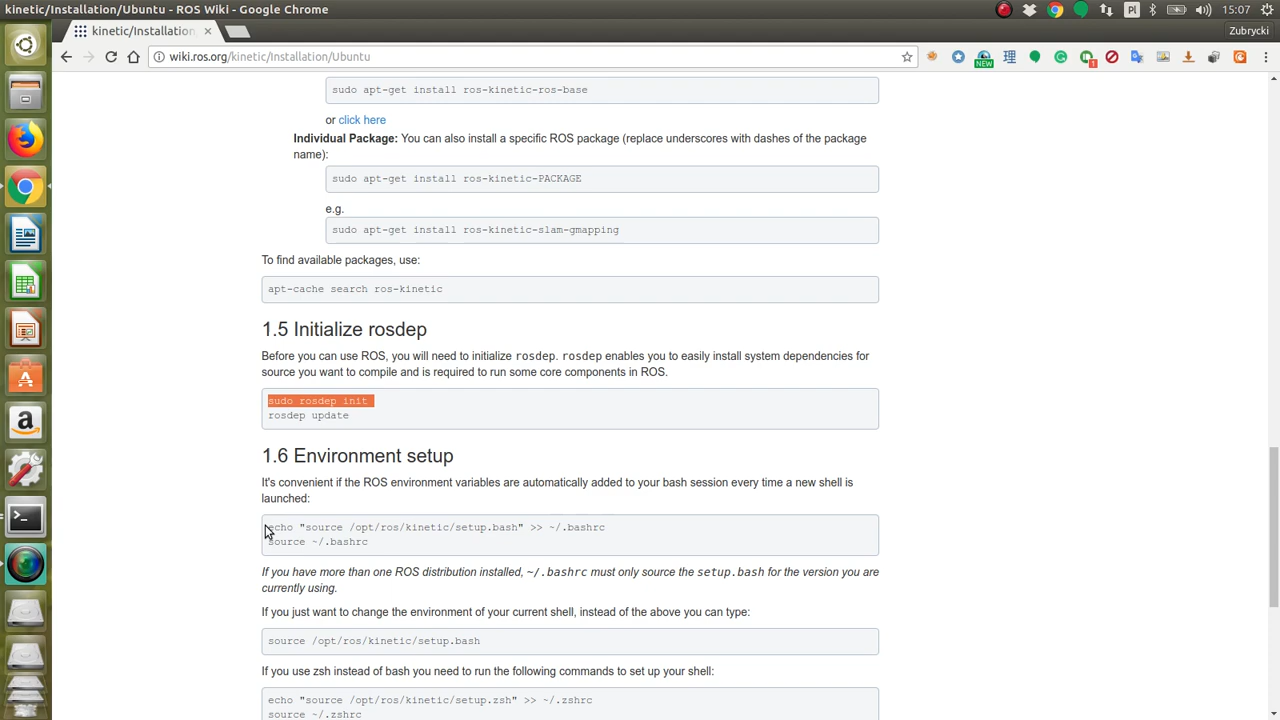 kinetic/Installation/Ubuntu - ROS Wiki - Google Chrome
Pl
15:07
kinetic/Installation
Zubrycki
wiki.ros.org/kinetic/Installation/Ubuntu
NEW
1
sudo apt-get install ros-kinetic-ros-base
or click here
Individual Package: You can also install a specific ROS package (replace underscores with dashes of the package
name):
sudo apt-get install ros-kinetic-PACKAGE
e.g.
sudo apt-get install ros-kinetic-slam-gmapping
To find available packages, use:
apt-cache search ros-kinetic
1.5 Initialize rosdep
Before you can use ROS, you will need to initialize rosdep. rosdep enables you to easily install system dependencies for
source you want to compile and is required to run some core components in ROS.
sudo rosdep init
rosdep update
1.6 Environment setup
It's convenient if the ROS environment variables are automatically added to your bash session every time a new shell is
launched:
echo "source /opt/ros/kinetic/setup.bash" >> ~/.bashrc
source ~/.bashrc
If you have more than one ROS distribution installed, ~/.bashrc must only source the setup.bash for the version you are
currently using.
If you just want to change the environment of your current shell, instead of the above you can type:
source /opt/ros/kinetic/setup.bash
If you use zsh instead of bash you need to run the following commands to set up your shell:
echo "source /opt/ros/kinetic/setup.zsh" >> ~/.zshrc
source ~/.zshrc